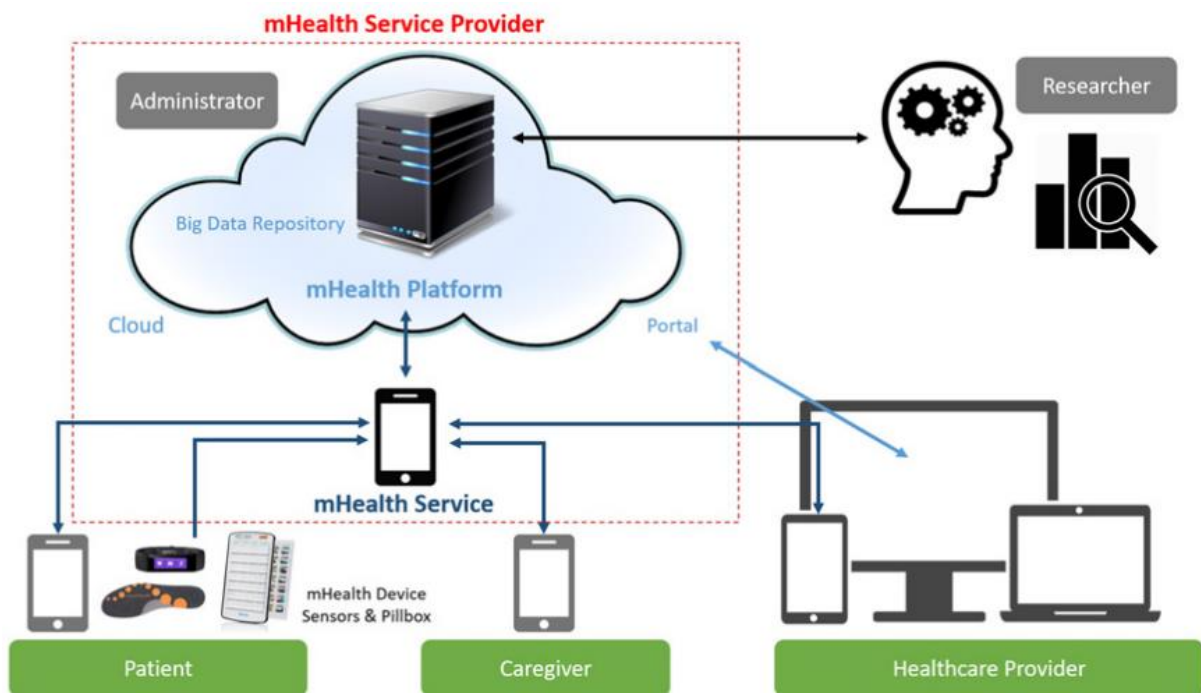 mHealth Service Provider
Administrator
Researcher
Big Data Repository
mHealth Platform
Cloud
Portal
mHealth Service
mHealth Device
Sensors & Pillbox
Patient
Caregiver
Healthcare Provider